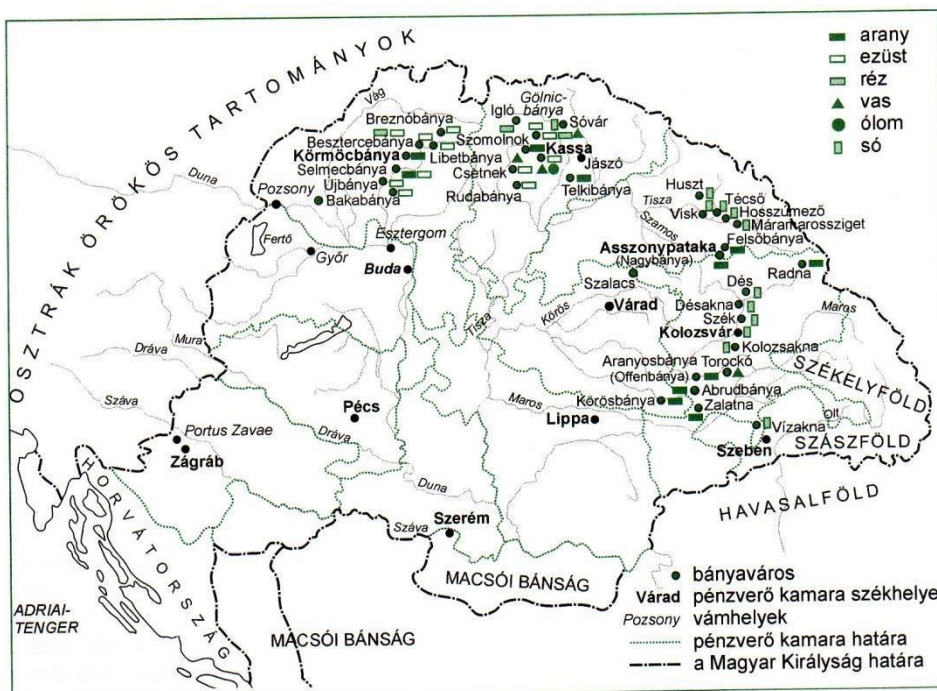 OSZTRÁK ÖRÖKÖS TARTOMÁNYOK
arany
ezüst
réz
vas
ólom
só
Vág
Breznóbánya
Besztercebánya
Körmöcbánya
Selmecbánya
Újbánya
Bakabánya
Libetbánya
Igló
Gölnic-
bánya
Sóvár
Szomolnok
Kassa
Jászó
Csetnek
Rudabánya
Telkibánya
Duna
Pozsony
Fertő
Győr
Esztergom
Buda
Huszt
Tisza
Técső
Visk
Hosszúmező
Máramarossziget
Szamos
Asszonypataka
(Nagybánya)
Felsőbánya
Szalacs
Radna
Dés
Várad
Désakna
Maros
Körös
Tisza
Szék
Kolozsvár
Kolozsakna
Mura
Dráva
Száva
Aranyosbánya
(Offenbánya)
Torockó
Abrudbánya
Körösbánya
Zalatna
SZÉKELYFÖLD
Maros
Lippa
Pécs
Dráva
Olt
Vízakna
Szeben
SZÁSZFÖLD
Portus Zavae
Zágráb
HAVASALFÖLD
Duna
Száva
Szerém
HORVÁTORSZÁG
MACSÓI BÁNSÁG
MACSÓI BÁNSÁG
ADRIAI-
TENGER
bányaváros
Várad pénzverő kamara székhelye
Pozsony vámhelyek
pénzverő kamara határa
a Magyar Királyság határa